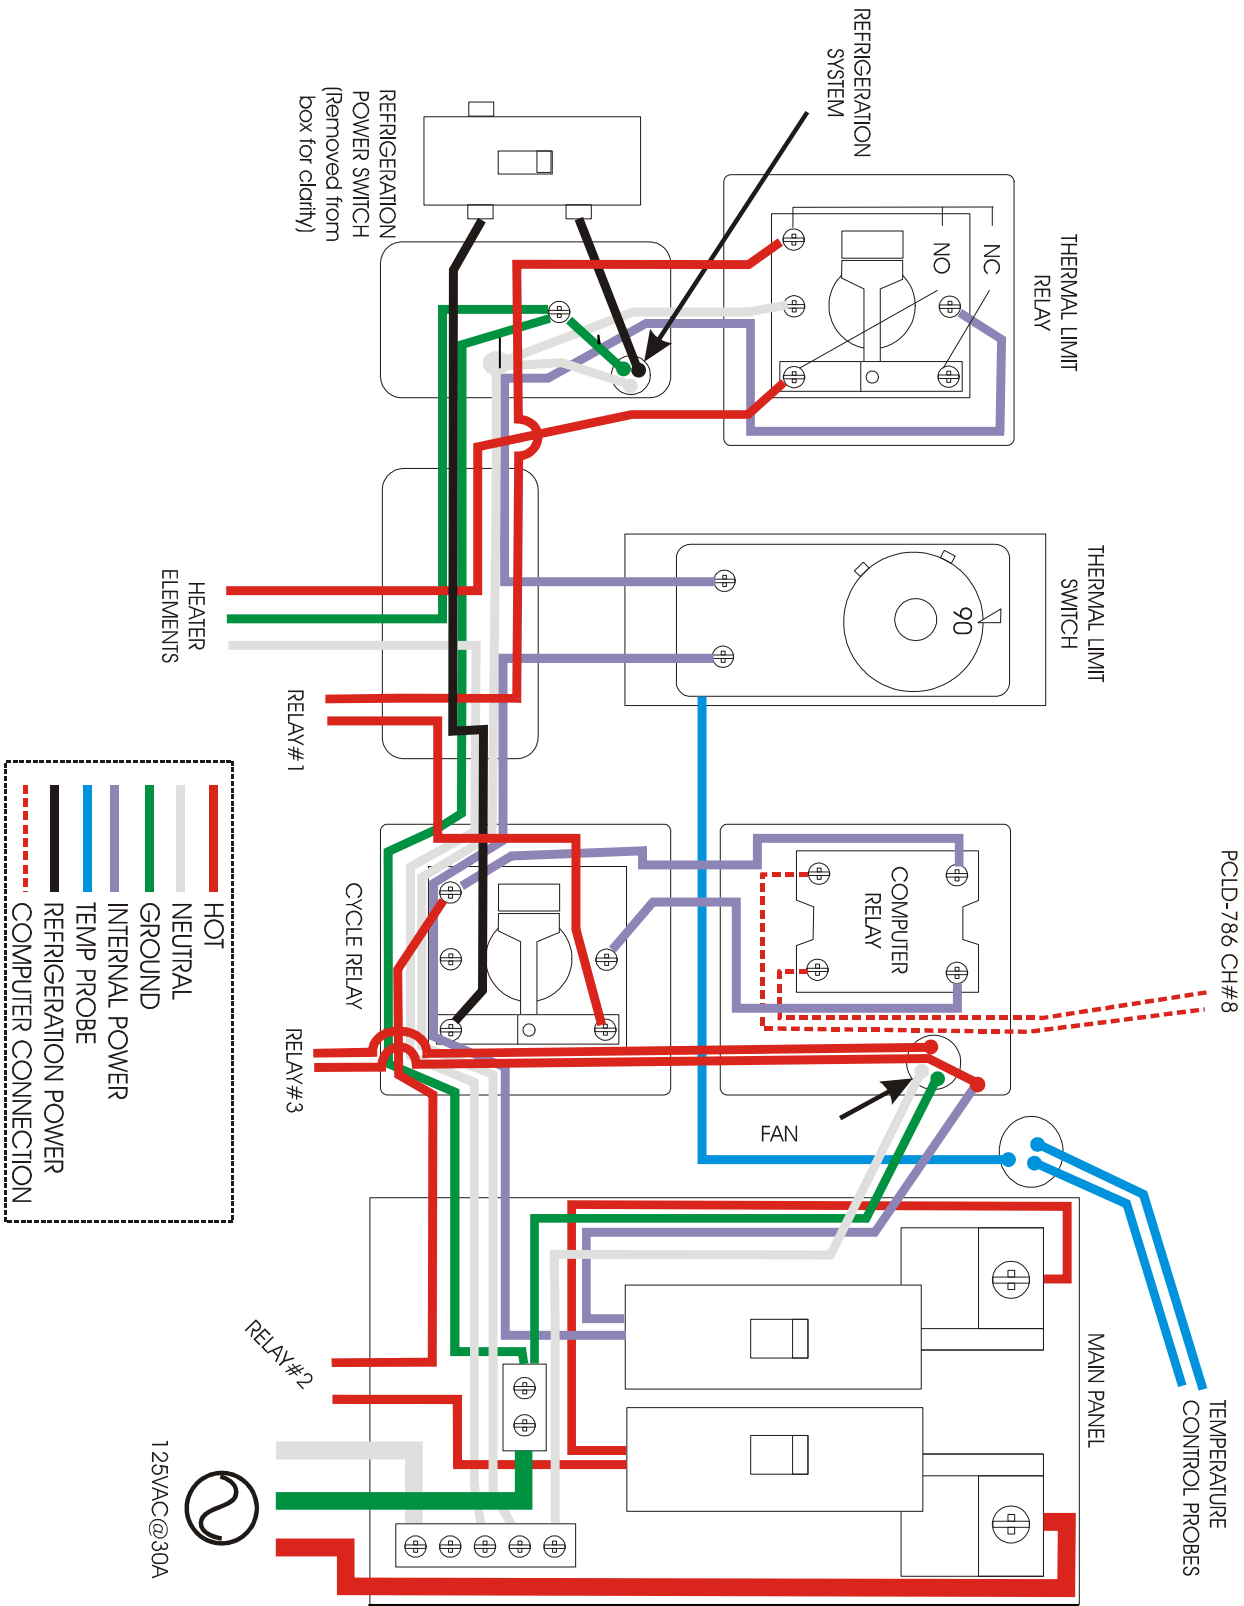 REFRIGERATION
SYSTEM
REFRIGERATION
POWER SWITCH
(Removed from
box for clarity)
THERMAL LIMIT
RELAY
NC
NO
THERMAL LIMIT
SWITCH
90
HEATER
ELEMENTS
RELAY#1
PCLD-786 CH#8
COMPUTER
RELAY
CYCLE RELAY
RELAY#3
FAN
MAIN PANEL
TEMPERATURE
CONTROL PROBES
RELAY#2
125VAC@30A
HOT
NEUTRAL
GROUND
INTERNAL POWER
TEMP PROBE
REFRIGERATION POWER
COMPUTER CONNECTION